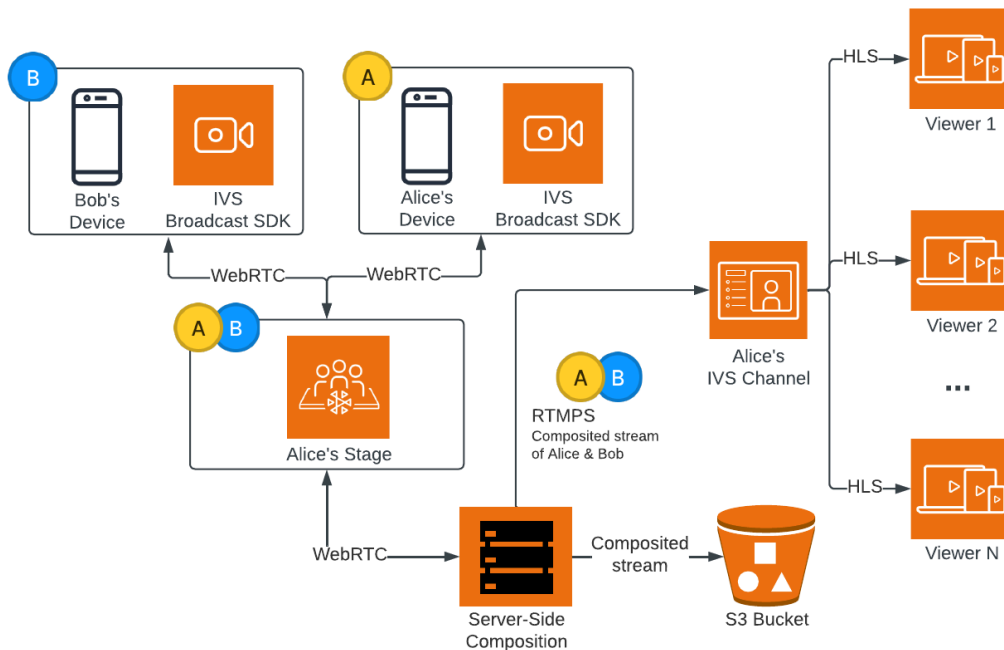 B
Bob's
Device
IVS
Broadcast SDK
A
Alice's
Device
IVS
Broadcast SDK
WebRTC
WebRTC
A
B
Alice's Stage
WebRTC
Server-Side
Composition
A
B
RTMPS
Composited stream
of Alice & Bob
Composited
stream
S3 Bucket
Alice's
IVS Channel
HLS
Viewer 1
HLS
Viewer 2
...
HLS
Viewer N